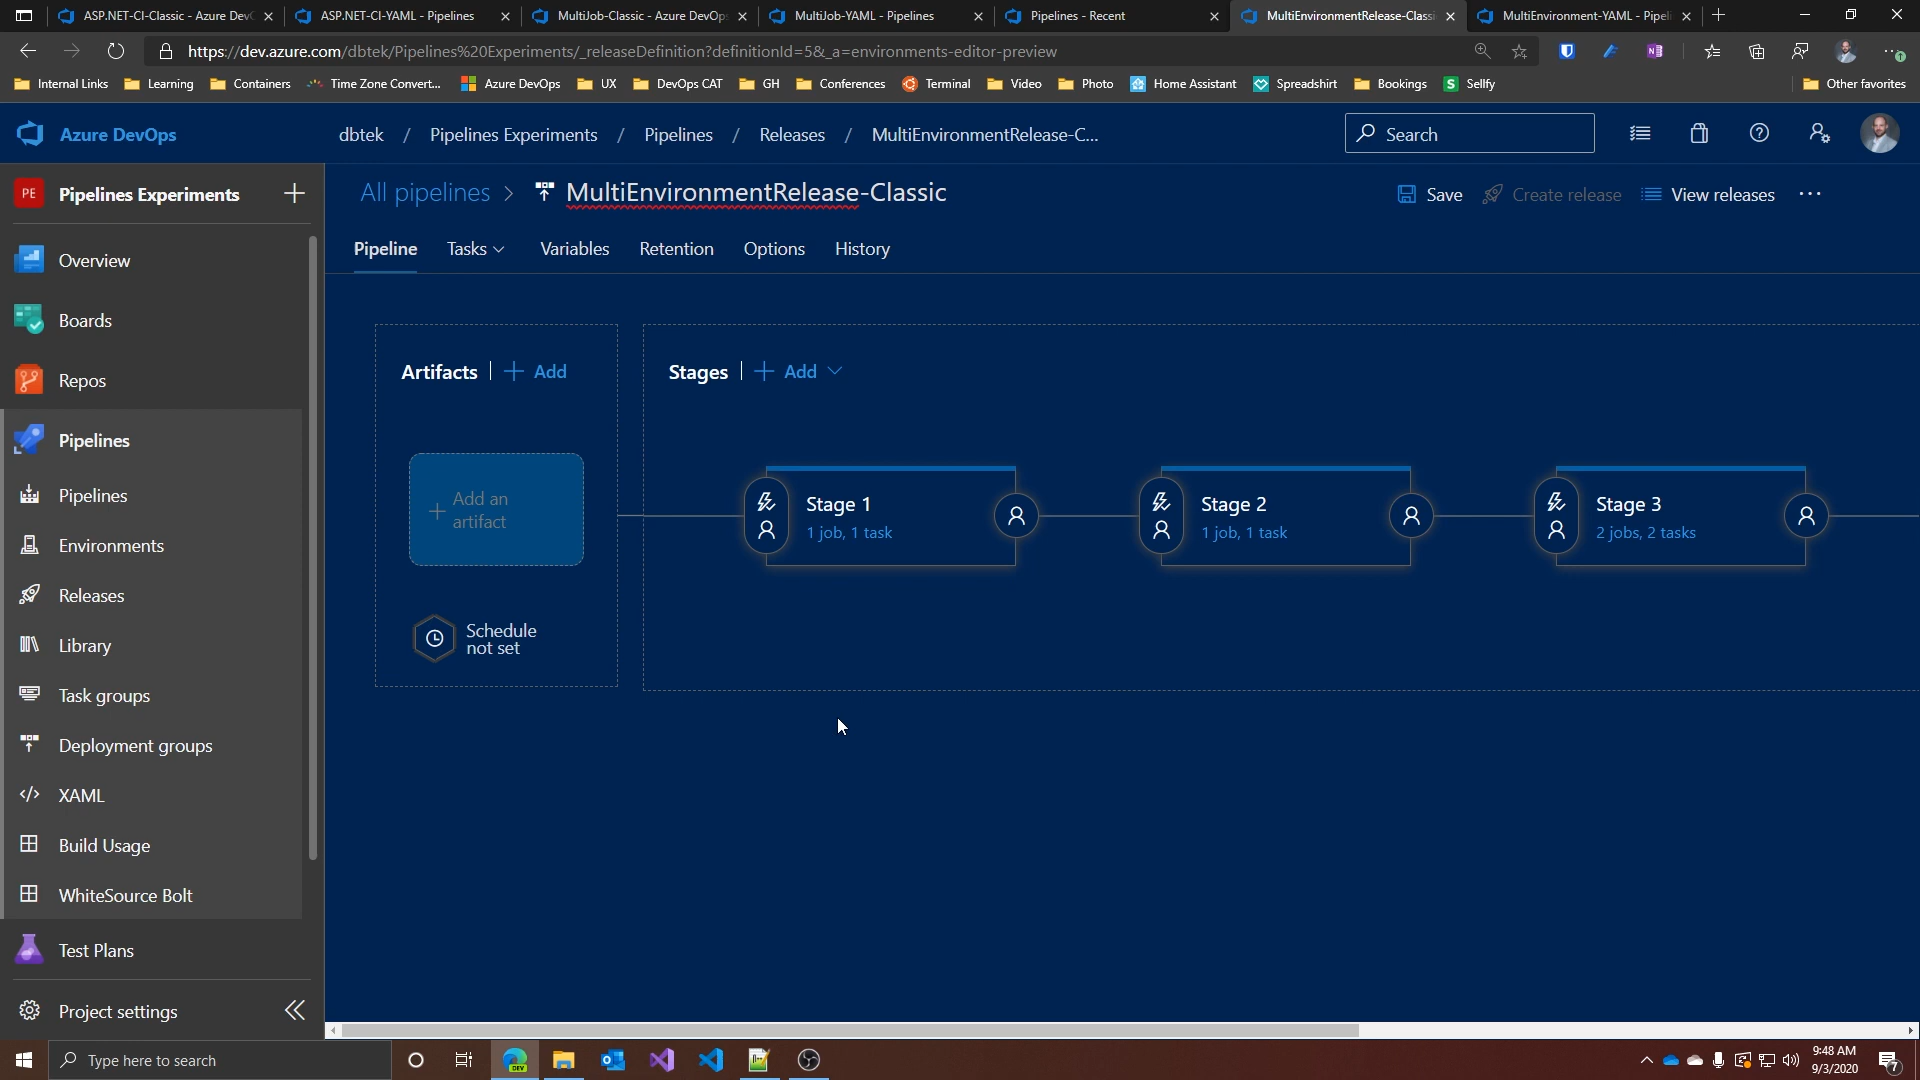 ASP.NET-CI-Classic - Azure Dev
ASP.NET-CI-YAML - Pipelines
MultiJob-Classic - Azure DevOp
MultiJob-YAML - Pipelines
Pipelines - Recent
MultiEnvironmentRelease-Classi
MultiEnvironment-YAML - Pipeli
https://dev.azure.com/dbtek/Pipelines%20Experiments/_releaseDefinition?definitionId=5&_a=environments-editor-preview
Internal Links
Learning
Containers
Time Zone Convert...
Azure DevOps
UX
DevOps CAT
GH
Conferences
Terminal
Video
Photo
Home Assistant
Spreadshirt
Bookings
Sellfy
Other favorites
Azure DevOps
dbtek / Pipelines Experiments / Pipelines / Releases / MultiEnvironmentRelease-C...
Search
PE
Pipelines Experiments
Overview
Boards
Repos
Pipelines
Pipelines
Environments
Releases
Library
Task groups
Deployment groups
XAML
Build Usage
WhiteSource Bolt
Test Plans
Project settings
All pipelines > MultiEnvironmentRelease-Classic
Save
Create release
View releases
Pipeline
Tasks
Variables
Retention
Options
History
Artifacts | + Add
Add an
artifact
Schedule
not set
Stages | + Add
Stage 1
1 job, 1 task
Stage 2
1 job, 1 task
Stage 3
2 jobs, 2 tasks
Type here to search
DEV
9:48 AM
9/3/2020
7